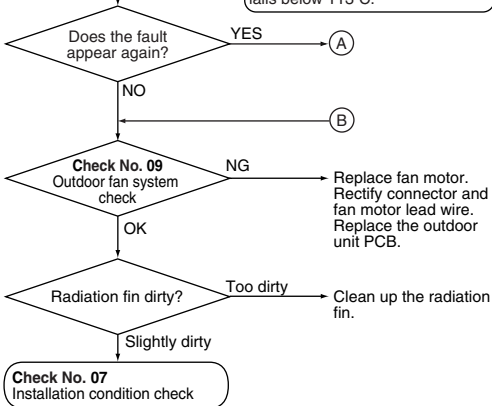 falls below 113°C.
Does the fault
appear again?
YES
A
NO
B
Check No. 09
Outdoor fan system
check
NG
Replace fan motor.
Rectify connector and
fan motor lead wire.
Replace the outdoor
unit PCB.
OK
Radiation fin dirty?
Too dirty
Clean up the radiation
fin.
Slightly dirty
Check No. 07
Installation condition check